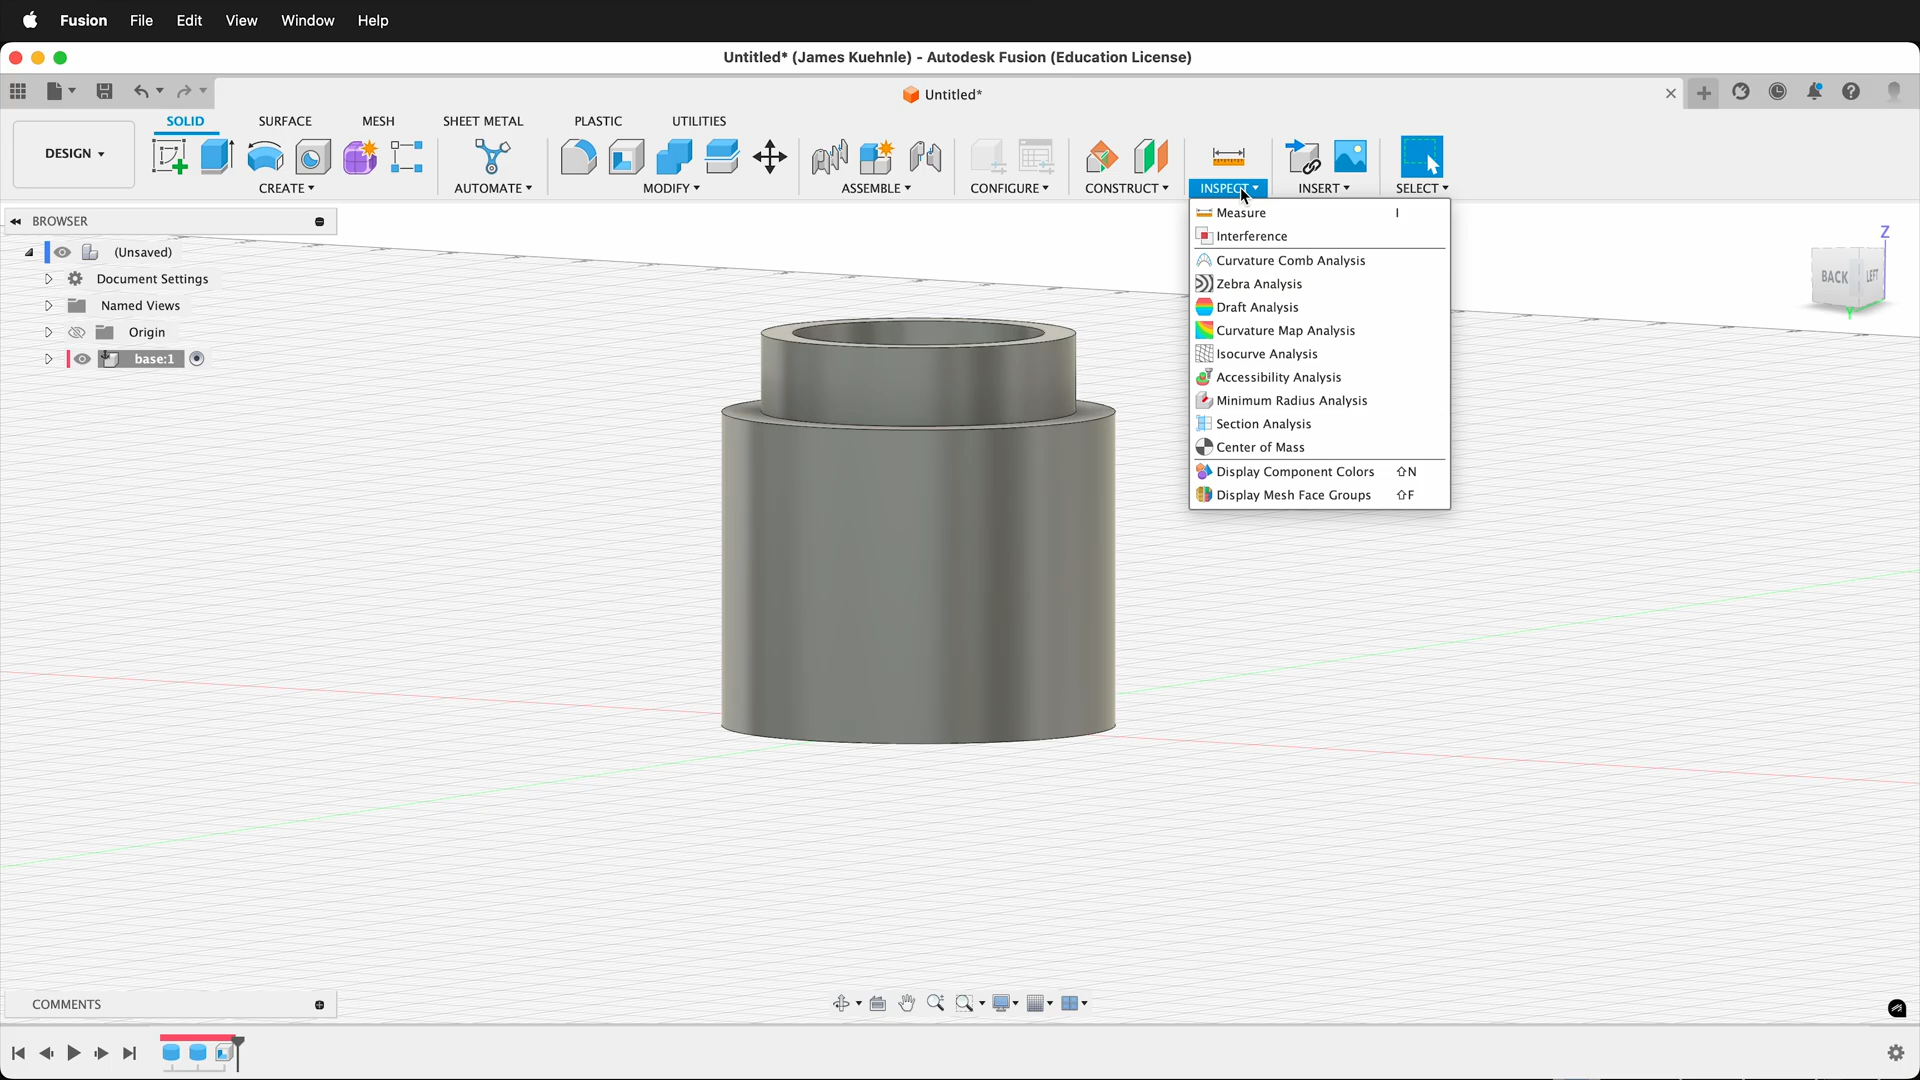 Fusion File Edit View Window Help
Untitled* (James Kuehnle) - Autodesk Fusion (Education License)
Untitled*
SOLID SURFACE MESH SHEET METAL PLASTIC UTILITIES
DESIGN
CREATE AUTOMATE MODIFY ASSEMBLE CONFIGURE CONSTRUCT INSPECT INSERT SELECT
BROWSER
(Unsaved)
Document Settings
Named Views
Origin
base:1
Measure I
Interference
Curvature Comb Analysis
Zebra Analysis
Draft Analysis
Curvature Map Analysis
Isocurve Analysis
Accessibility Analysis
Minimum Radius Analysis
Section Analysis
Center of Mass
Display Component Colors ⇧N
Display Mesh Face Groups ⇧F
Z
BACK LEFT
Y
COMMENTS